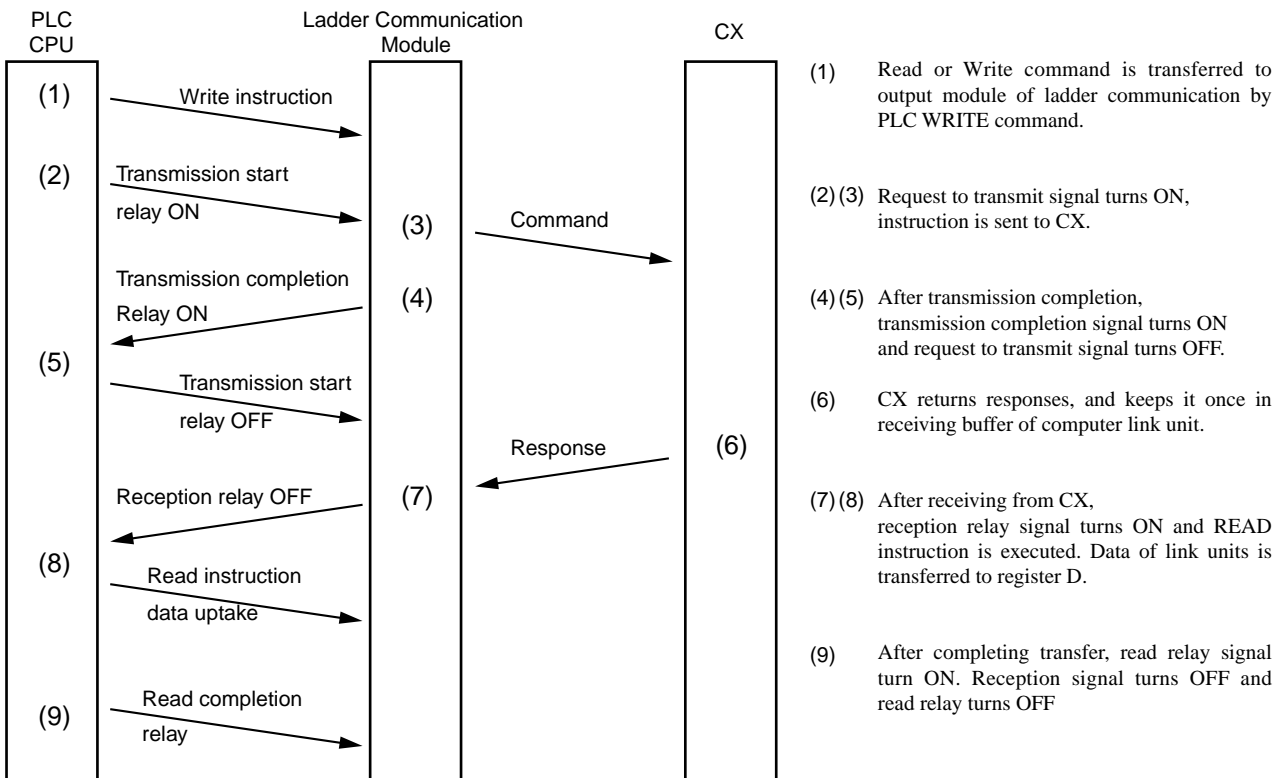 PLC
CPU
Ladder Communication
Module
CX
(1)
Write instruction
(2)
Transmission start
relay ON
(3)
Command
Transmission completion
Relay ON
(4)
(5)
Transmission start
relay OFF
Response
(6)
Reception relay OFF
(7)
(8)
Read instruction
data uptake
Read completion
relay
(9)
(1) Read or Write command is transferred to
output module of ladder communication by
PLC WRITE command.
(2) (3) Request to transmit signal turns ON,
instruction is sent to CX.
(4) (5) After transmission completion,
transmission completion signal turns ON
and request to transmit signal turns OFF.
(6) CX returns responses, and keeps it once in
receiving buffer of computer link unit.
(7) (8) After receiving from CX,
reception relay signal turns ON and READ
instruction is executed. Data of link units is
transferred to register D.
(9) After completing transfer, read relay signal
turn ON. Reception signal turns OFF and
read relay turns OFF